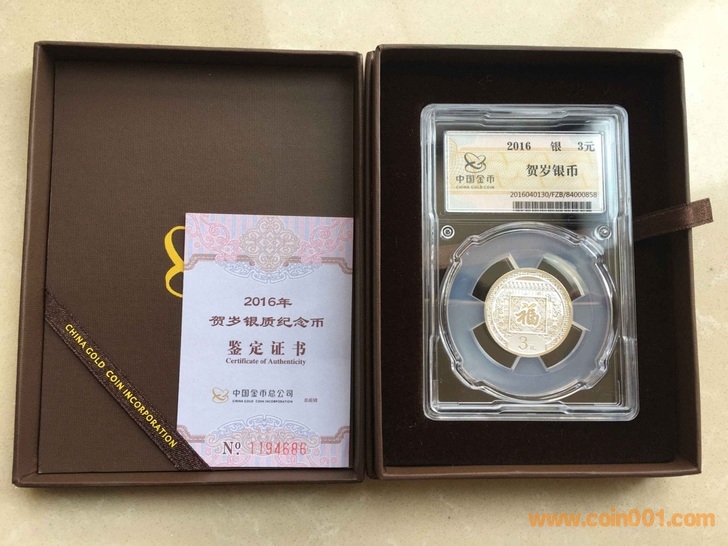 CHINA GOLD COIN INCORPORATION
2016年
贺岁银质纪念币
鉴定证书
Certificate of Authenticity
中国金币总公司
CHINA GOLD COIN INCORPORATION
No. 1194686
2016 银 3元
中国金币
CHINA GOLD COIN
贺岁银币
2016040130/FZB/84000858
福
3元
www.coin001.com